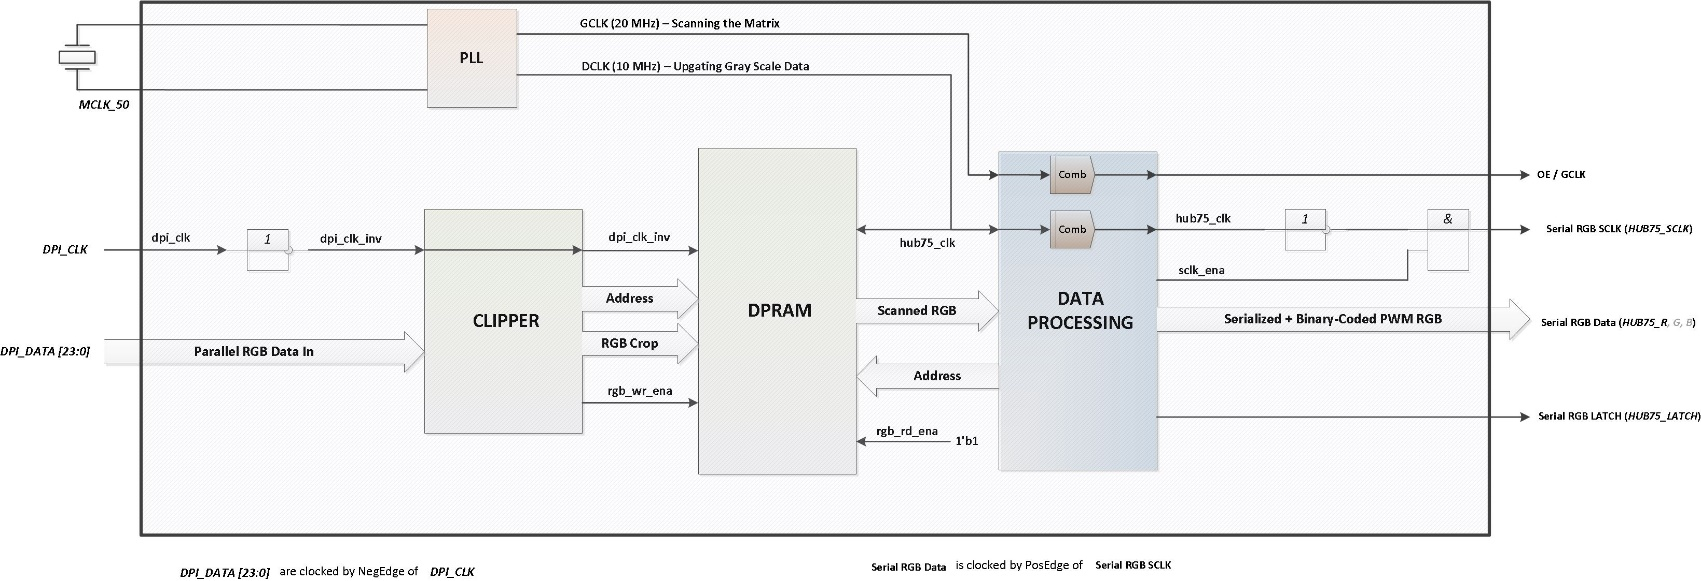 GCLK (20 MHz) – Scanning the Matrix
PLL
DCLK (10 MHz) – Upgating Gray Scale Data
MCLK_50
Comb
OE / GCLK
DPI_CLK
dpi_clk
1
dpi_clk_inv
dpi_clk_inv
hub75_clk
Comb
hub75_clk
1
&
Serial RGB SCLK (HUB75_SCLK)
sclk_ena
Address
CLIPPER
DPRAM
Scanned RGB
DATA
PROCESSING
Serialized + Binary-Coded PWM RGB
Serial RGB Data (HUB75_R, G, B)
DPI_DATA [23:0]
Parallel RGB Data In
RGB Crop
Address
rgb_wr_ena
Serial RGB LATCH (HUB75_LATCH)
rgb_rd_ena
1'b1
DPI_DATA [23:0] are clocked by NegEdge of DPI_CLK
Serial RGB Data is clocked by PosEdge of Serial RGB SCLK